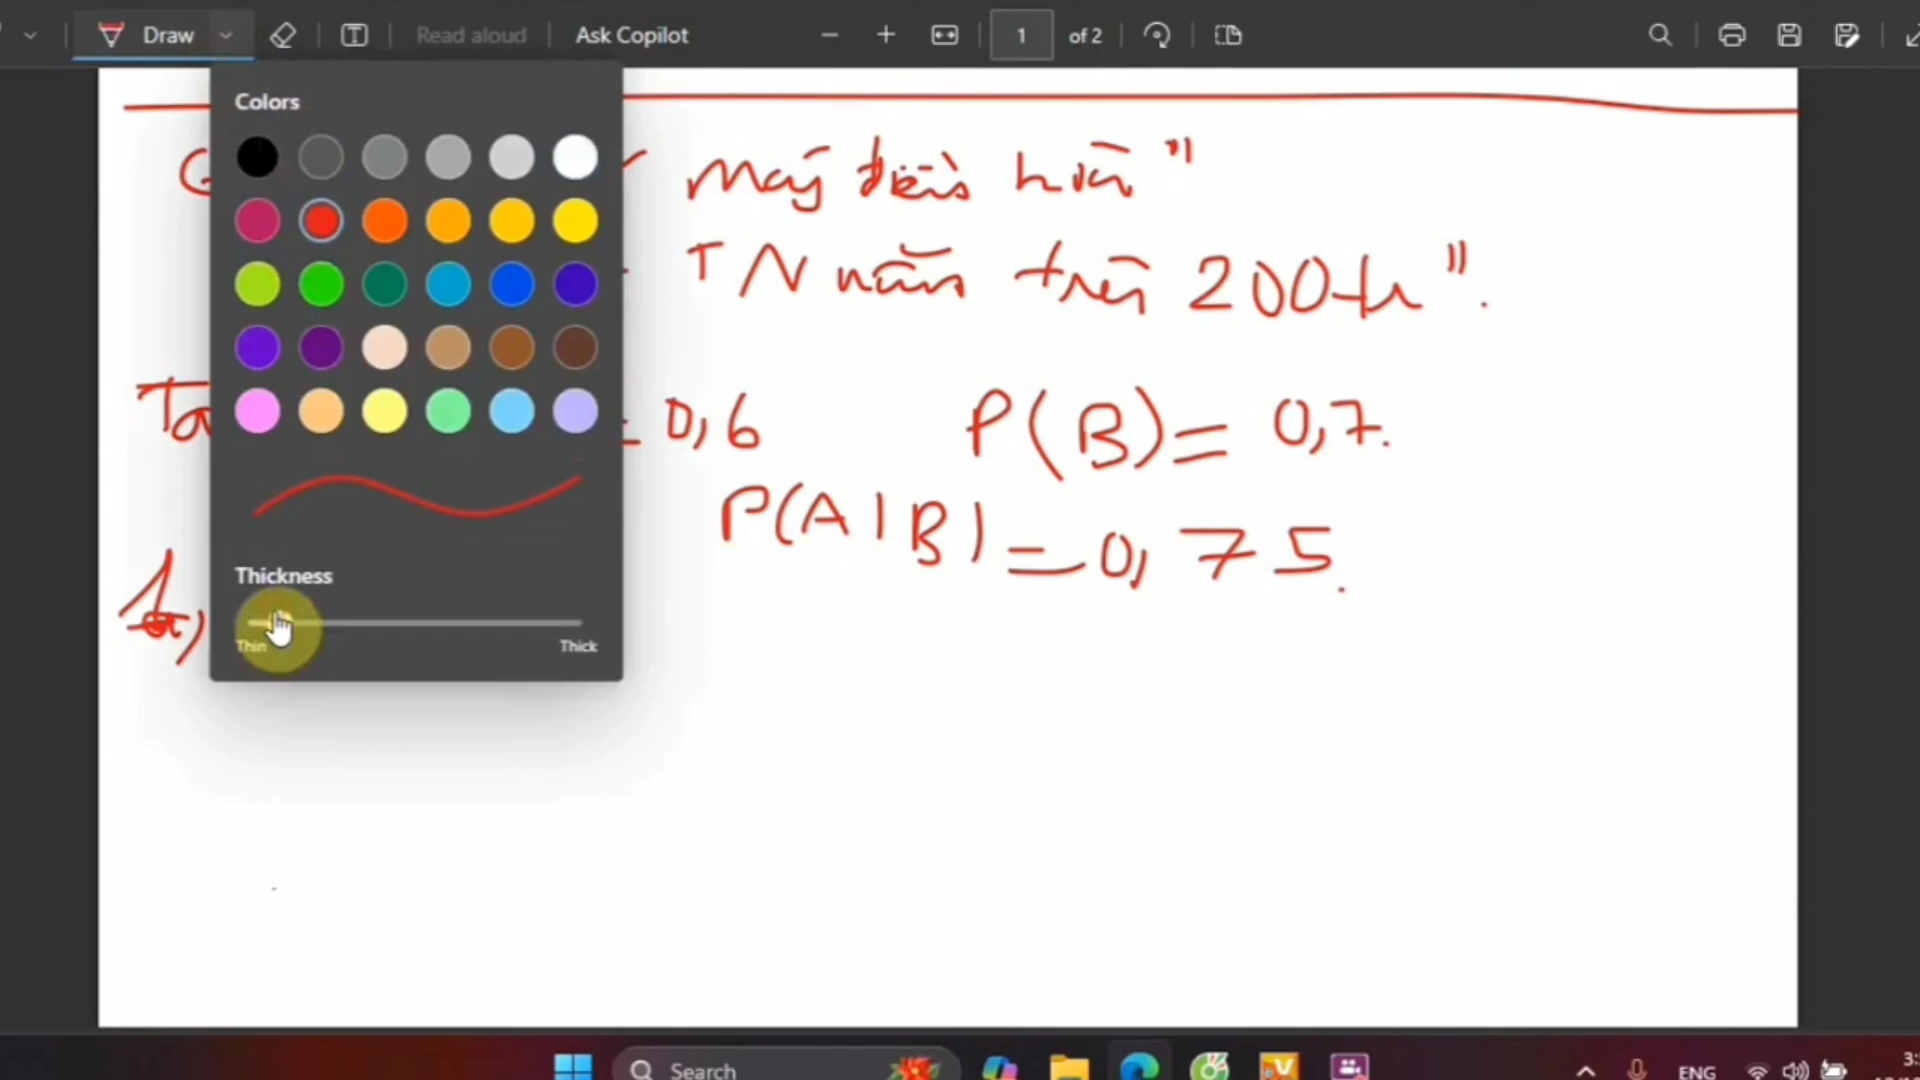 Draw Read aloud Ask Copilot 1 of 2
Colors
máy điều hòa"
TN năm trên 200tr".
= 0,6 P(B) = 0,7.
P(A|B) = 0,75.
Thickness
Thin Thick
Search ENG